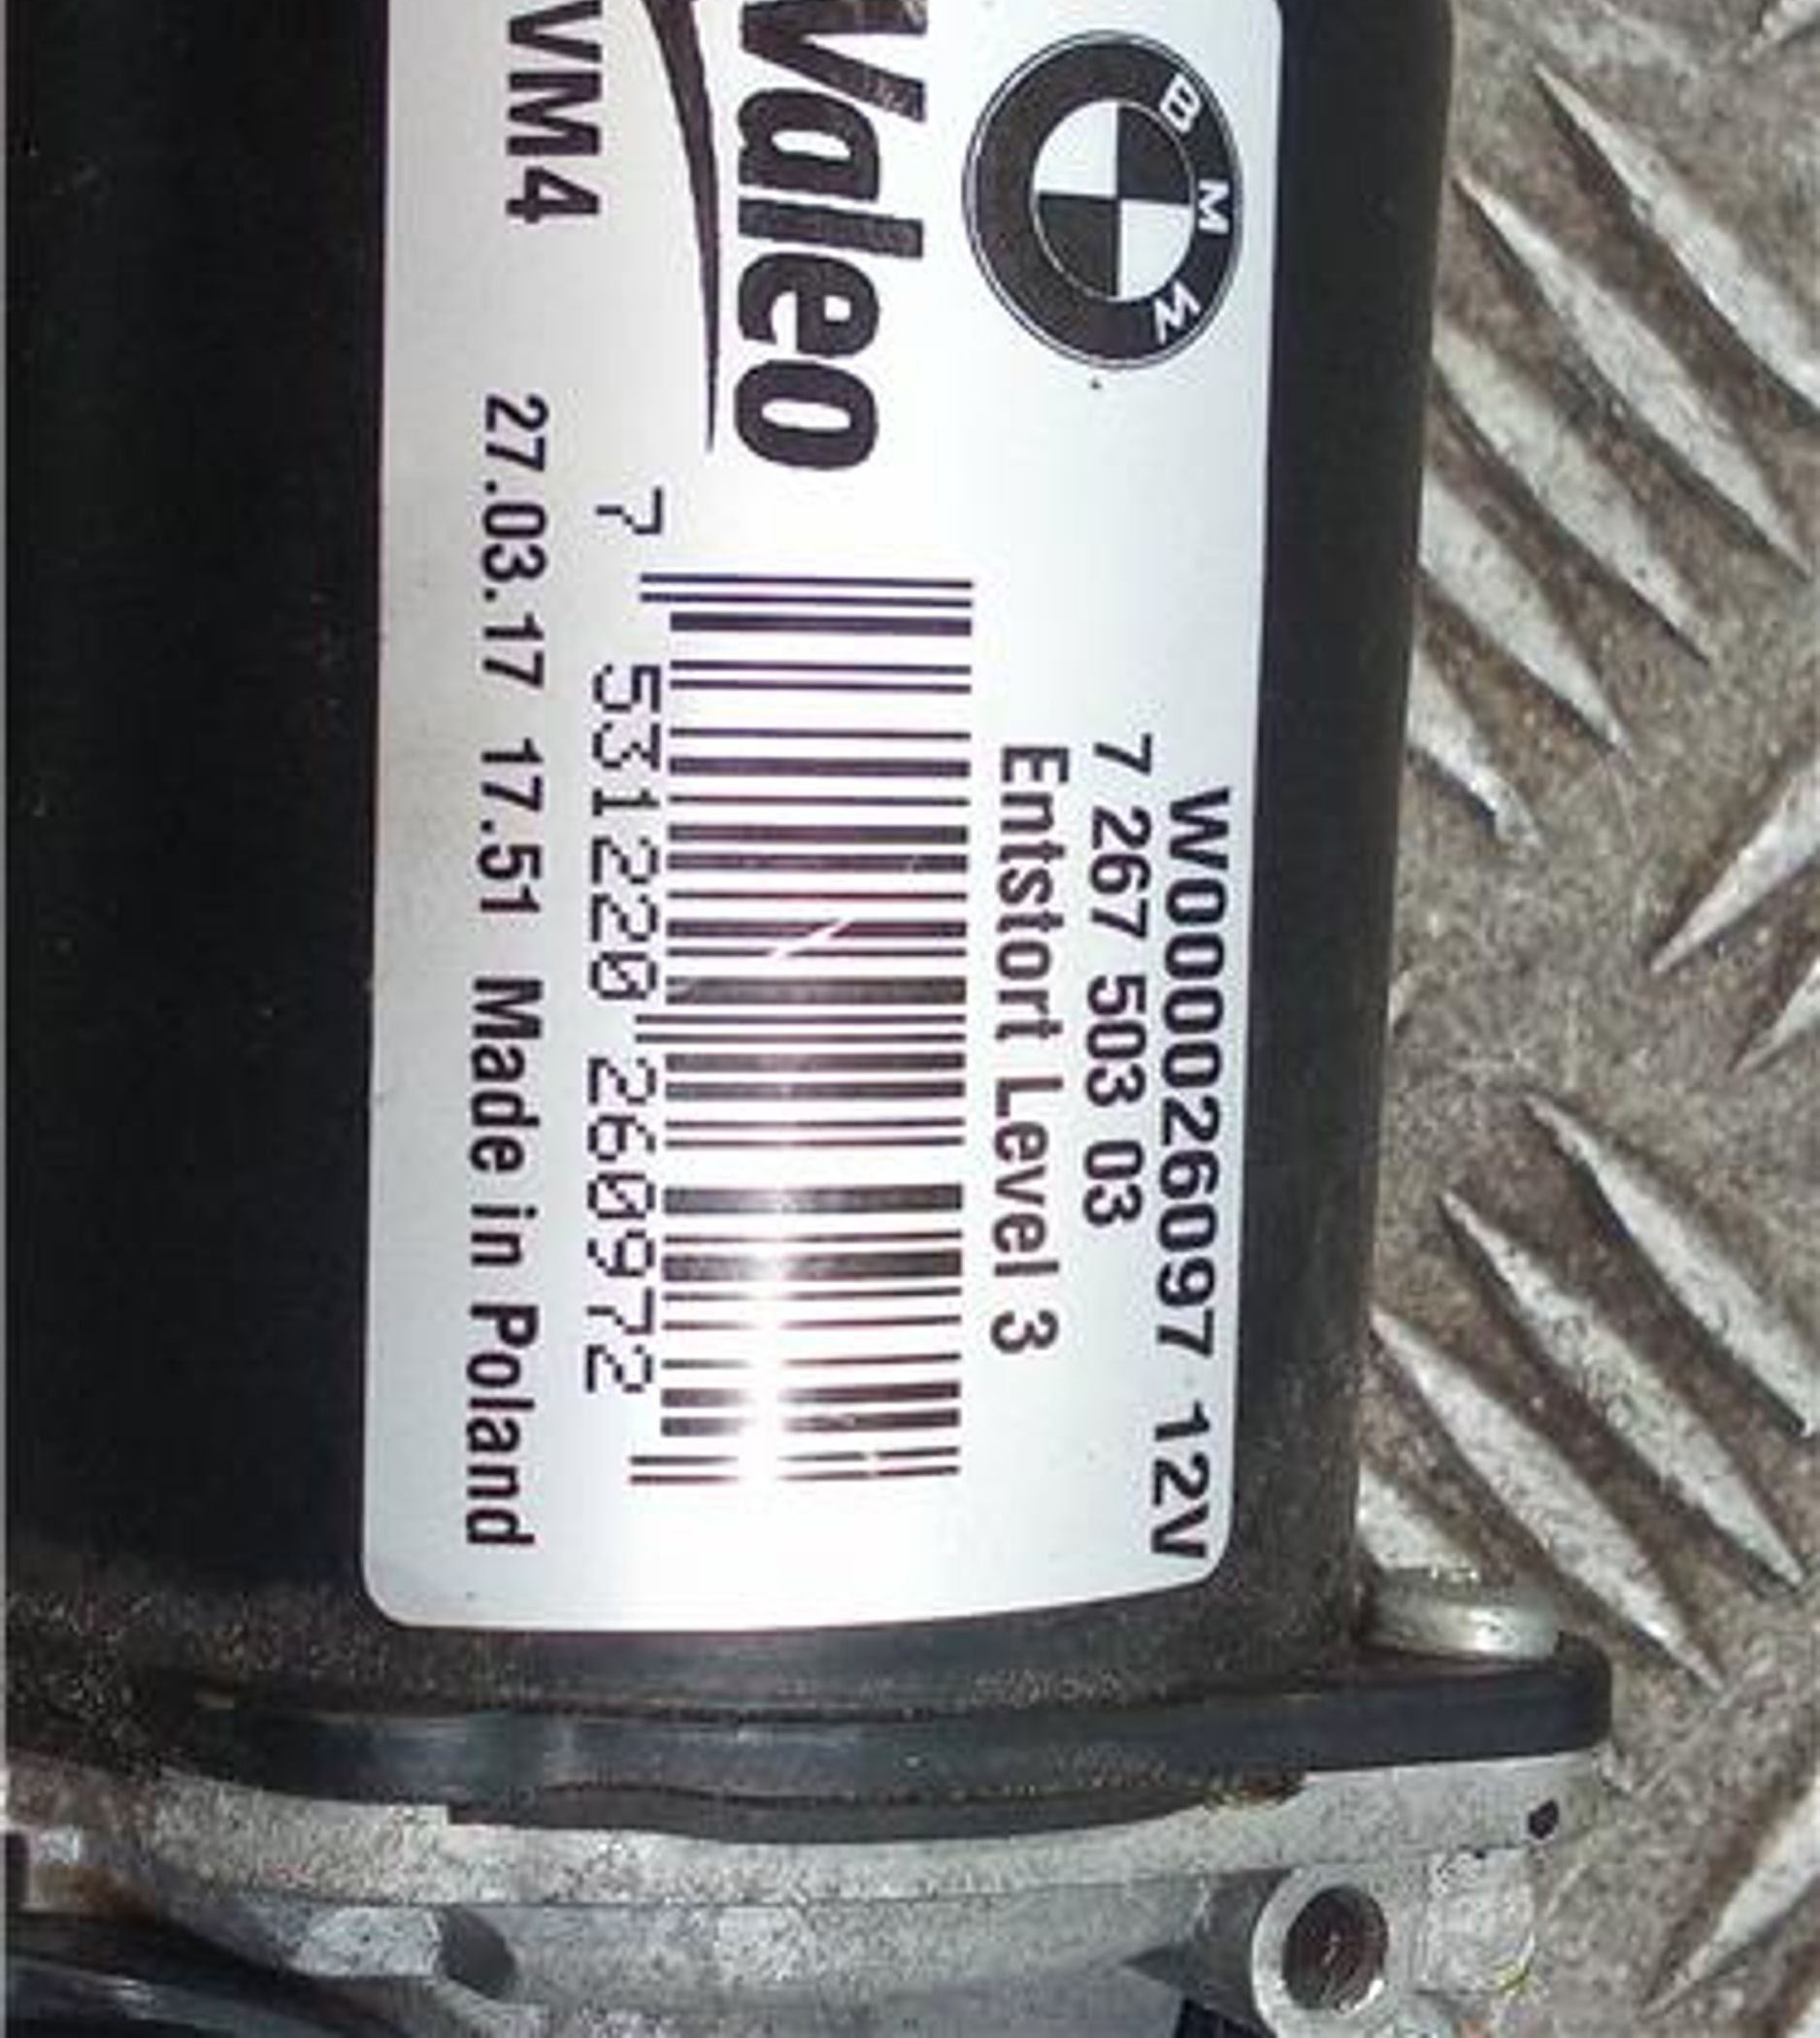 BMW
W000026097 12V
7 267 503 03
Entstort Level 3
Valeo
7 531220 260972
VM4
27.03.17 17.51 Made in Poland